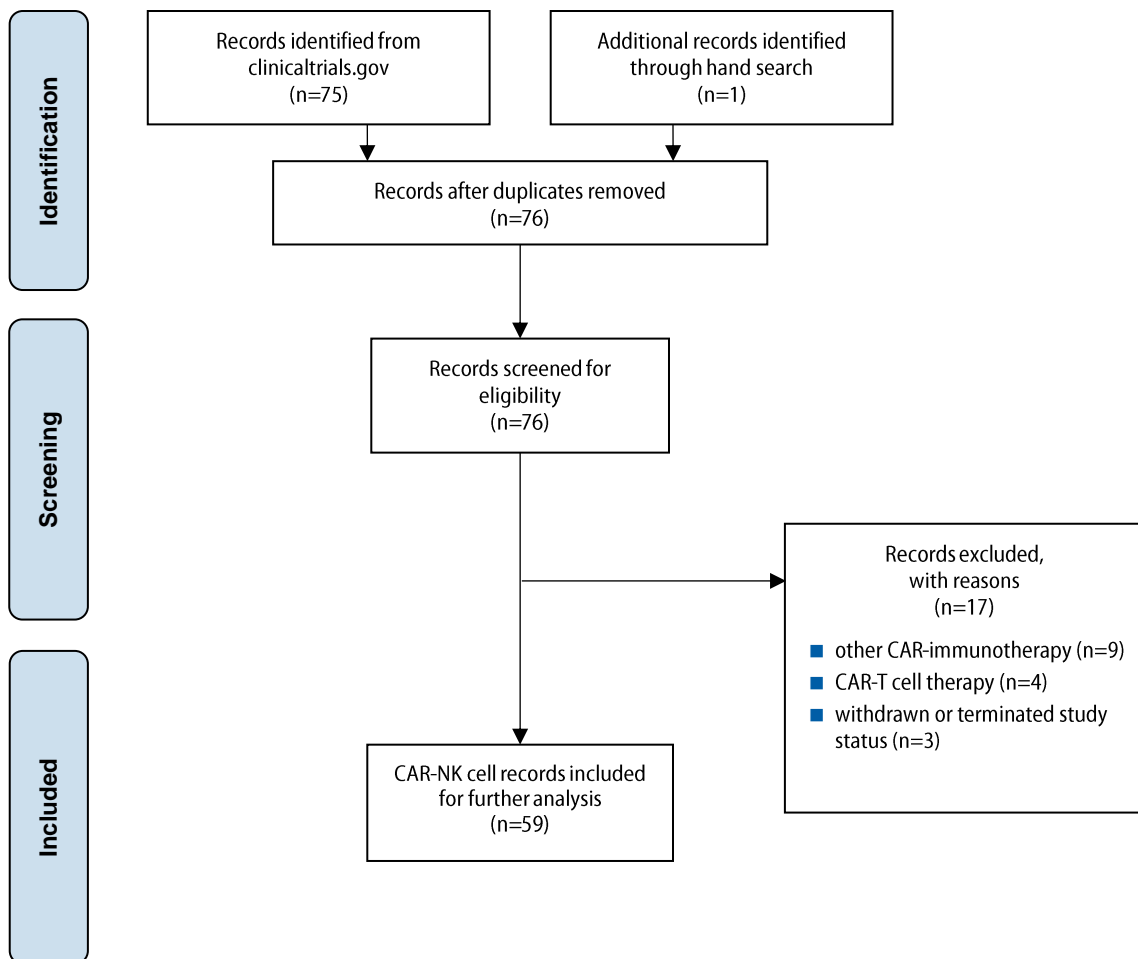 Identification
Records identified from
clinicaltrials.gov
(n=75)
Additional records identified
through hand search
(n=1)
Records after duplicates removed
(n=76)
Screening
Records screened for
eligibility
(n=76)
Records excluded,
with reasons
(n=17)
other CAR-immunotherapy (n=9)
CAR-T cell therapy (n=4)
withdrawn or terminated study
status (n=3)
Included
CAR-NK cell records included
for further analysis
(n=59)